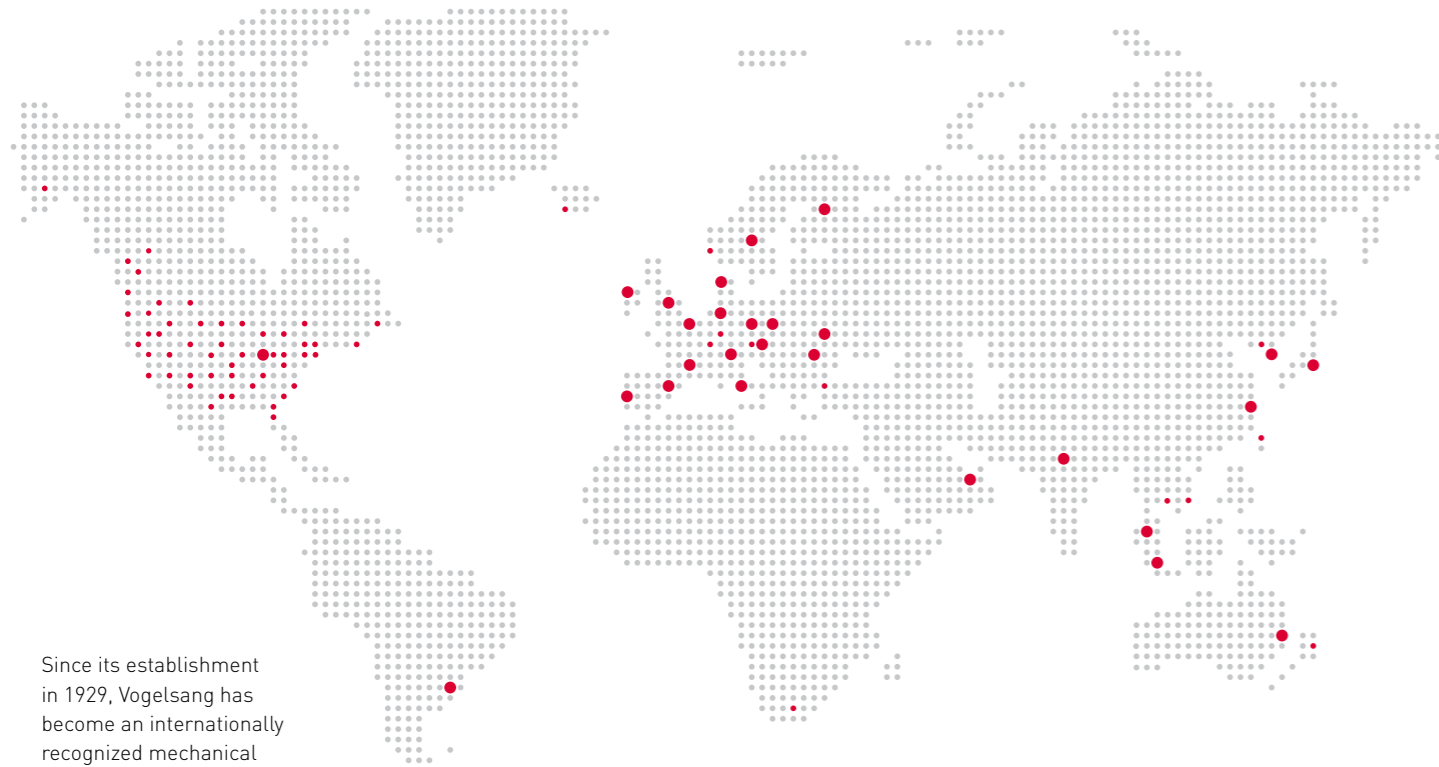 Since its establishment
in 1929, Vogelsang has
become an internationally
recognized mechanical